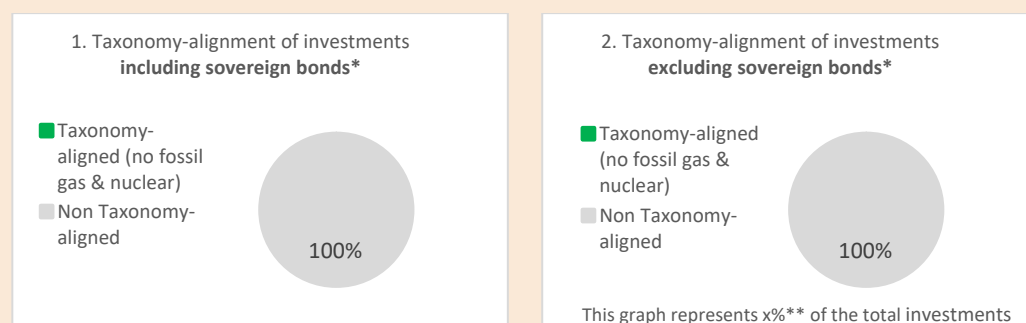 1. Taxonomy-alignment of investments
including sovereign bonds*
Taxonomy-
aligned (no fossil
gas & nuclear)
Non Taxonomy-
aligned
100%
2. Taxonomy-alignment of investments
excluding sovereign bonds*
Taxonomy-aligned
(no fossil gas &
nuclear)
Non Taxonomy-
aligned
100%
This graph represents x%** of the total investments